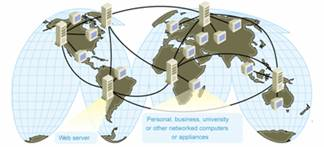 Web server
Personal, business, university
or other networked computers
or appliances